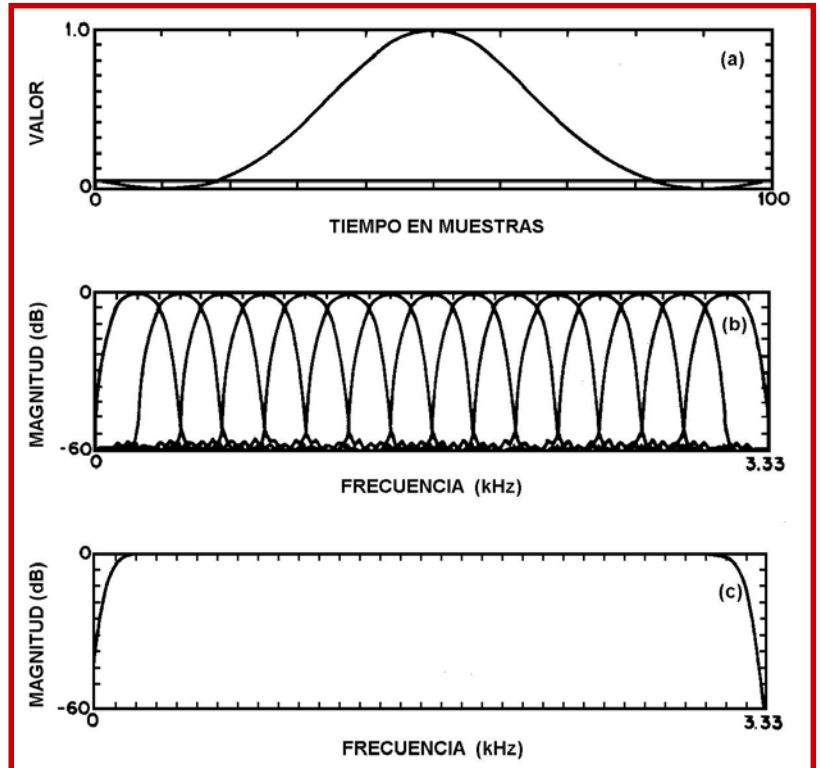 1.0
(a)
VALOR
0
0
100
TIEMPO EN MUESTRAS
0
(b)
MAGNITUD (dB)
-60
0
3.33
FRECUENCIA (kHz)
0
(c)
MAGNITUD (dB)
-60
0
3.33
FRECUENCIA (kHz)